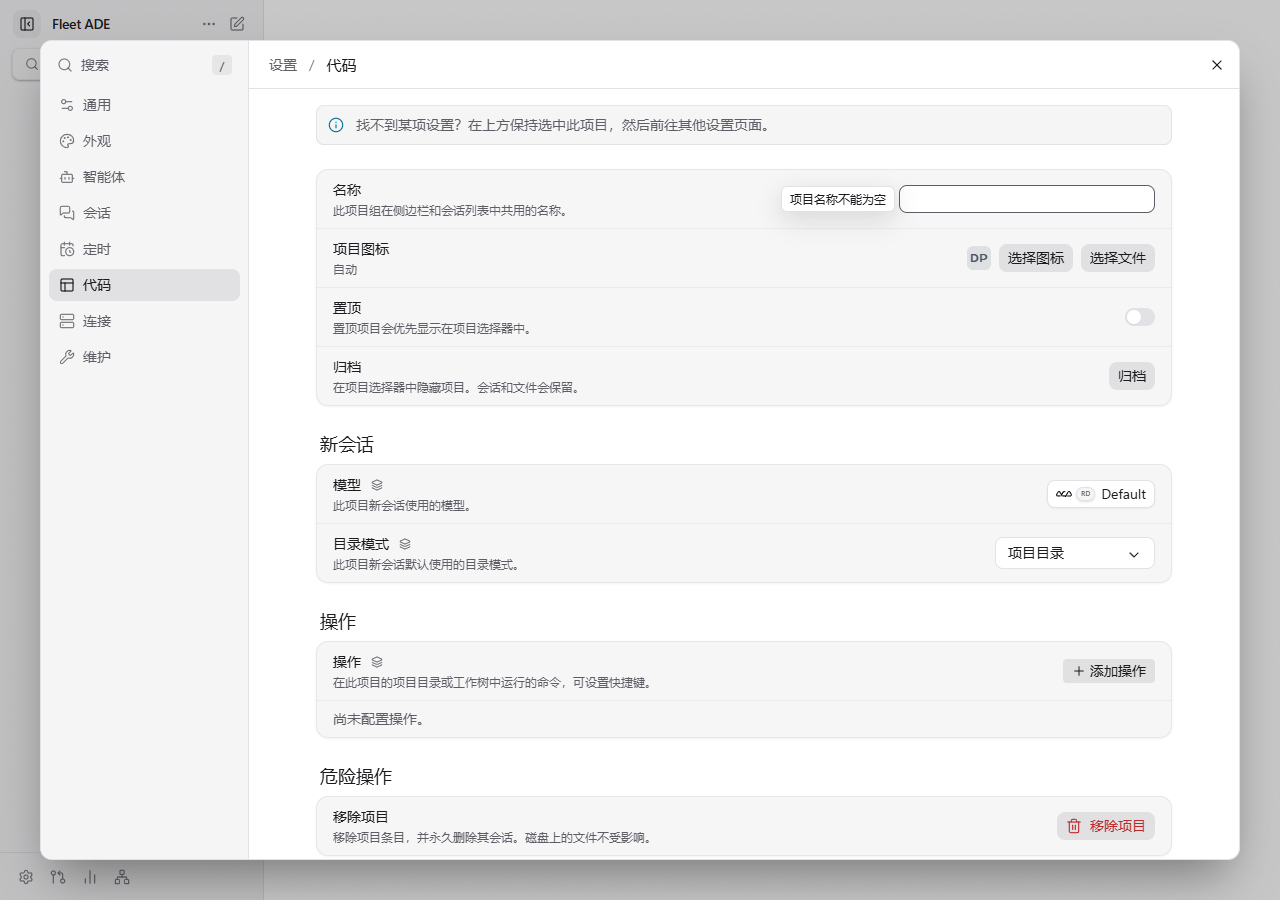 Fleet ADE
搜索
/
通用
外观
智能体
会话
定时
代码
连接
维护
设置 / 代码
找不到某项设置？在上方保持选中此项目，然后前往其他设置页面。
名称
此项目组在侧边栏和会话列表中共用的名称。
项目名称不能为空
项目图标
自动
DP
选择图标
选择文件
置顶
置顶项目会优先显示在项目选择器中。
归档
在项目选择器中隐藏项目。会话和文件会保留。
归档
新会话
模型
此项目新会话使用的模型。
RD
Default
目录模式
此项目新会话默认使用的目录模式。
项目目录
操作
操作
在此项目的项目目录或工作树中运行的命令，可设置快捷键。
添加操作
尚未配置操作。
危险操作
移除项目
移除项目条目，并永久删除其会话。磁盘上的文件不受影响。
移除项目